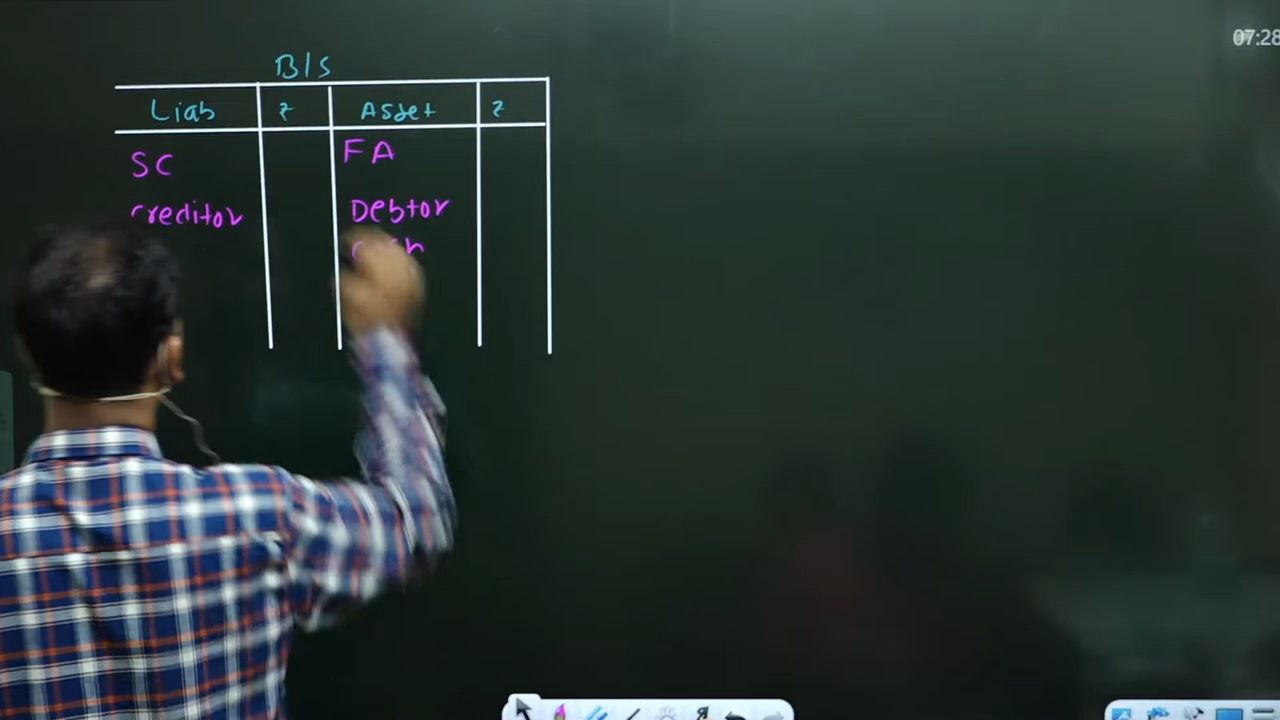 B/S
Liab ₹ Asset ₹
SC FA
creditor Debtor
07:28